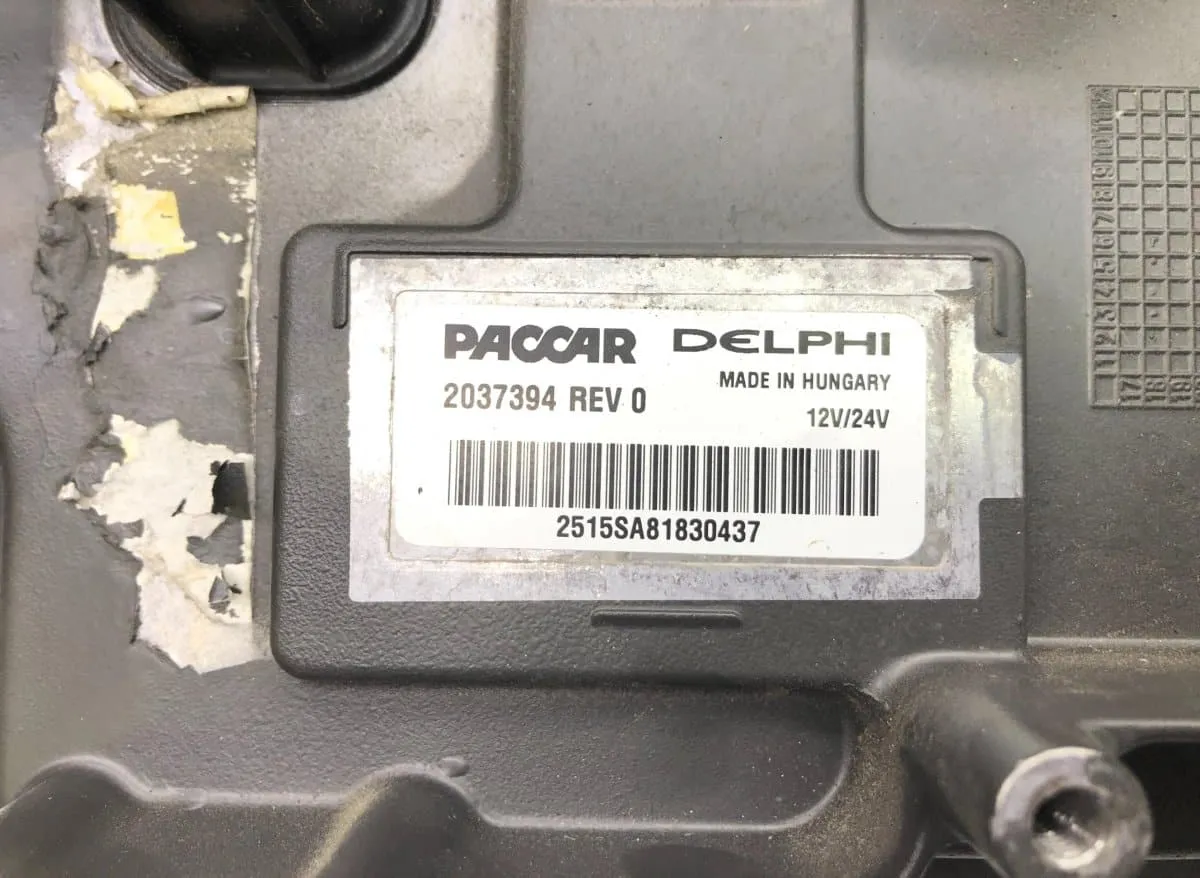 PACCAR DELPHI
MADE IN HUNGARY
2037394 REV 0
12V/24V
2515SA81830437